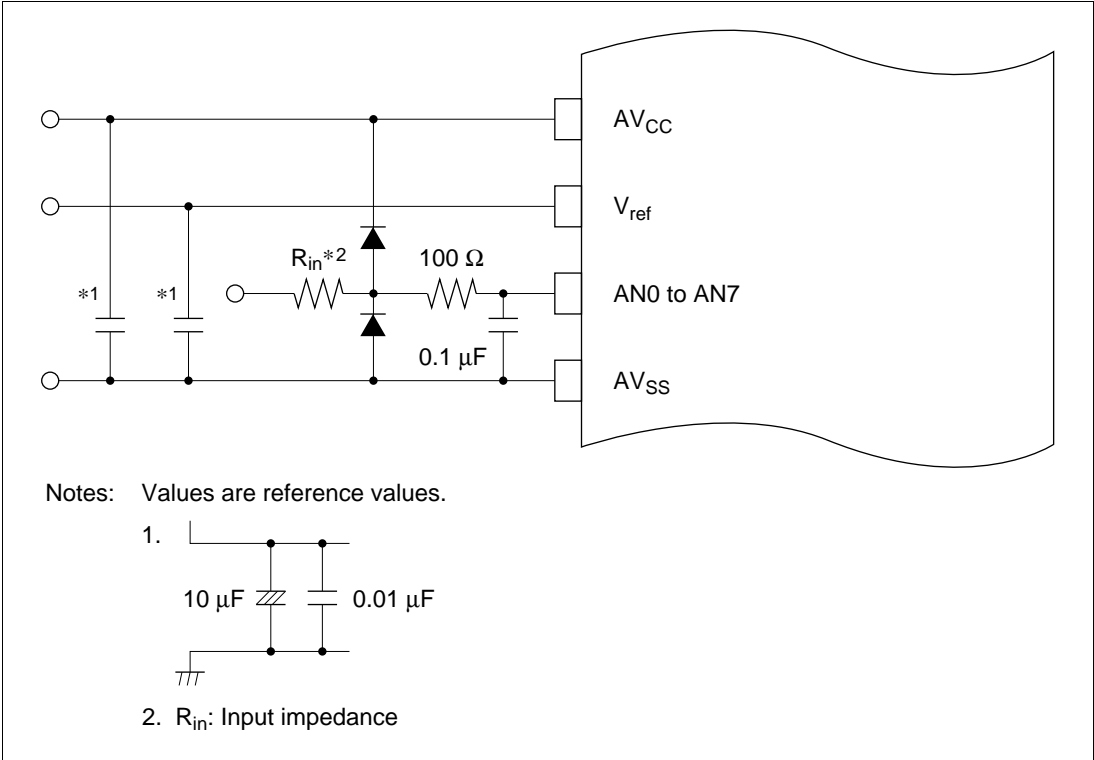 AVCC
Vref
Rin*2 100 Ω
*1 *1 AN0 to AN7
0.1 μF
AVSS
Notes: Values are reference values.
1.
10 μF 0.01 μF
2. Rin: Input impedance